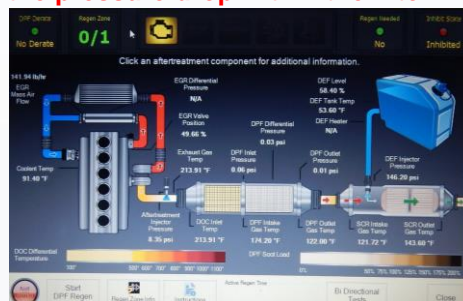 DPF Derate
No Derate
Regen Zone
0/1
Regen Needed
No
Inhibit State
Inhibited
Click an aftertreatment component for additional information.
141.94 lb/hr
EGR
Mass Air
Flow
EGR Differential
Pressure
N/A
EGR Valve
Position
49.66 %
DEF Level
58.40 %
DEF Tank Temp
53.60 °F
DEF Heater
N/A
Coolant Temp
91.40 °F
Exhaust Gas
Temp
213.91 °F
DPF Inlet
Pressure
0.06 psi
DPF Differential
Pressure
0.03 psi
DPF Outlet
Pressure
0.01 psi
DEF Injector
Pressure
146.20 psi
Aftertreatment
Injector
Pressure
8.35 psi
DOC Inlet
Temp
213.91 °F
DPF Intake
Gas Temp
174.20 °F
DPF Outlet
Gas Temp
122.00 °F
SCR Intake
Gas Temp
121.72 °F
SCR Outlet
Gas Temp
143.60 °F
DOC Differential
Temperature
DPF Soot Load
Start
DPF Regen
Regen Zone Info
Instructions
Active Regen Time
Bi Directional
Tests
Close